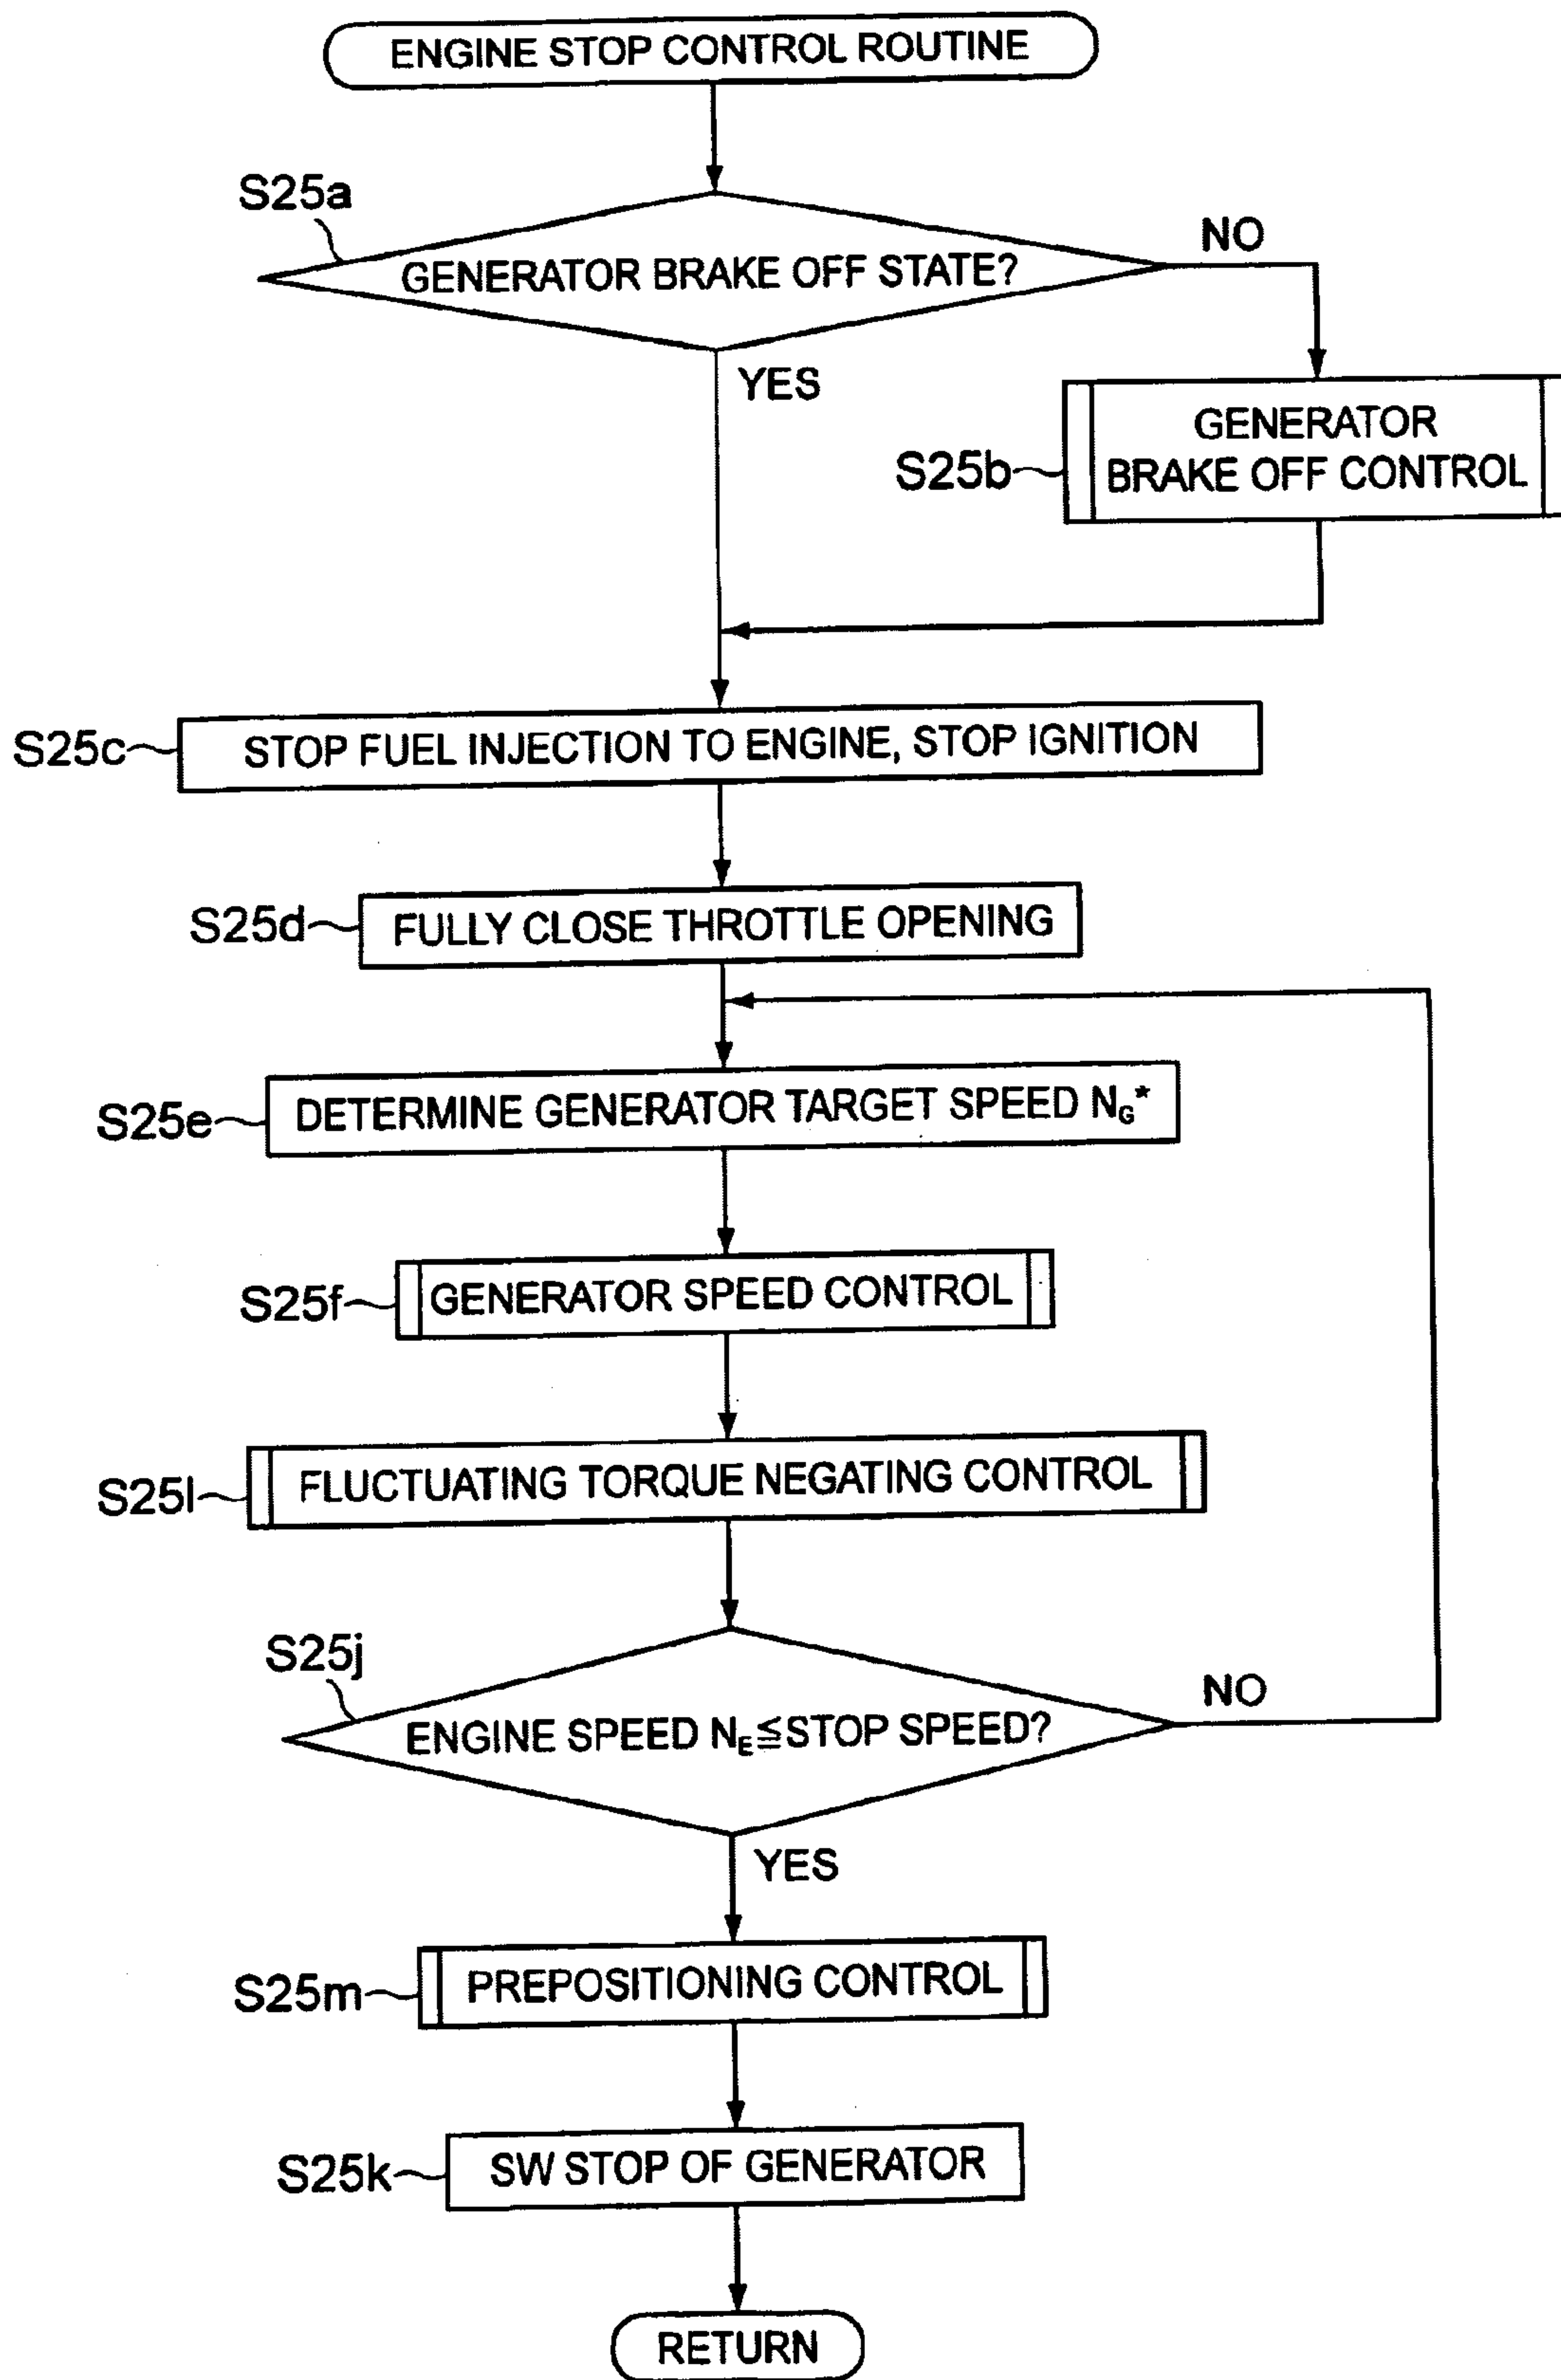 ENGINE STOP CONTROL ROUTINE
S25a
GENERATOR BRAKE OFF STATE?
NO
YES
S25b
GENERATOR
BRAKE OFF CONTROL
S25c
STOP FUEL INJECTION TO ENGINE, STOP IGNITION
S25d
FULLY CLOSE THROTTLE OPENING
S25e
DETERMINE GENERATOR TARGET SPEED NG*
S25f
GENERATOR SPEED CONTROL
S25l
FLUCTUATING TORQUE NEGATING CONTROL
S25j
ENGINE SPEED NE≦STOP SPEED?
NO
YES
S25m
PREPOSITIONING CONTROL
S25k
SW STOP OF GENERATOR
RETURN